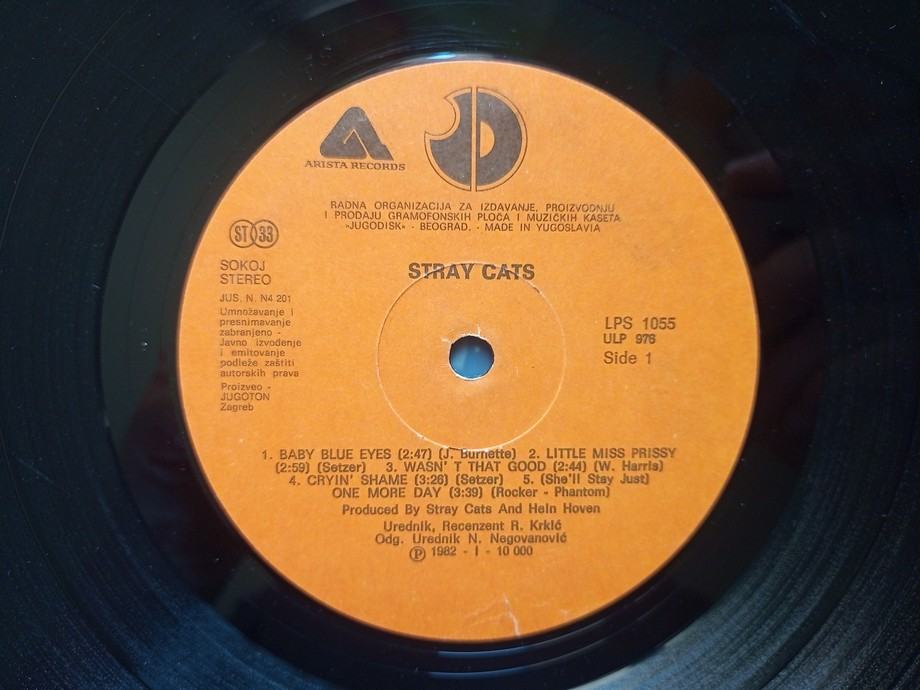 ARISTA RECORDS
RADNA ORGANIZACIJA ZA IZDAVANJE, PROIZVODNJU
I PRODAJU GRAMOFONSKIH PLOČA I MUZIČKIH KASETA
»JUGODISK« - BEOGRAD. - MADE IN YUGOSLAVIA
ST 33
SOKOJ
STEREO
JUS. N. N4 201
Umnožavanje i
presnimavanje
zabranjeno -
Javno izvođenje
i emitovanje
podleže zaštiti
autorskih prava
Proizveo -
JUGOTON
Zagreb
STRAY CATS
LPS 1055
ULP 976
Side 1
1. BABY BLUE EYES (2:47) (J. Burnette) 2. LITTLE MISS PRISSY
(2:59) (Setzer) 3. WASN' T THAT GOOD (2:44) (W. Harris)
4. CRYIN' SHAME (3:26) (Setzer) 5. (She'll Stay Just)
ONE MORE DAY (3:39) (Rocker - Phantom)
Produced By Stray Cats And Hein Hoven
Urednik, Recenzent R. Krkić
Odg. Urednik N. Negovanović
Ⓟ 1982 - I - 10 000